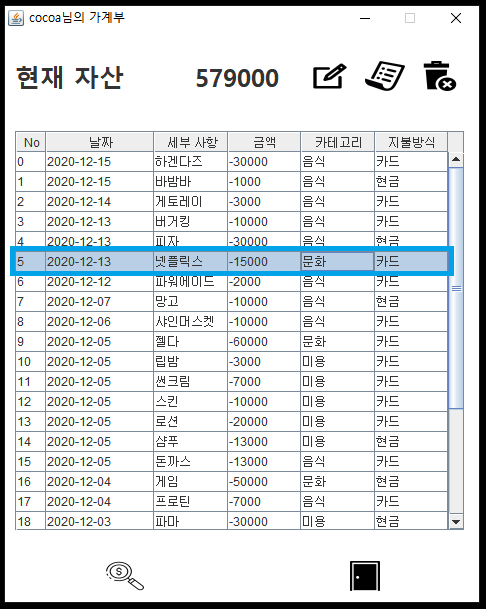 cocoa님의 가계부
현재 자산 579000
No 날짜 세부 사항 금액 카테고리 지불방식
0 2020-12-15 하겐다즈 -30000 음식 카드
1 2020-12-15 바밤바 -1000 음식 현금
2 2020-12-14 게토레이 -3000 음식 카드
3 2020-12-13 버거킹 -10000 음식 카드
4 2020-12-13 피자 -30000 음식 현금
5 2020-12-13 넷플릭스 -15000 문화 카드
6 2020-12-12 파워에이드 -2000 음식 카드
7 2020-12-07 망고 -10000 음식 현금
8 2020-12-06 샤인머스켓 -10000 음식 카드
9 2020-12-05 젤다 -60000 문화 카드
10 2020-12-05 립밤 -3000 미용 카드
11 2020-12-05 썬크림 -7000 미용 카드
12 2020-12-05 스킨 -10000 미용 카드
13 2020-12-05 로션 -20000 미용 카드
14 2020-12-05 샴푸 -13000 미용 현금
15 2020-12-05 돈까스 -13000 음식 카드
16 2020-12-04 게임 -50000 문화 현금
17 2020-12-04 프로틴 -7000 음식 카드
18 2020-12-03 파마 -30000 미용 현금